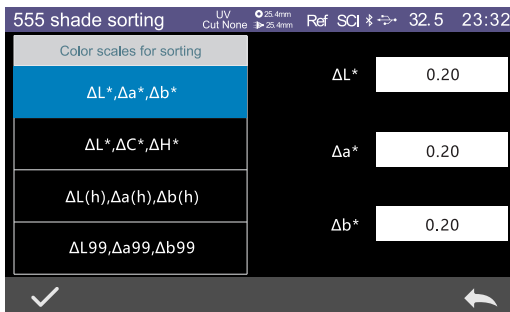 555 shade sorting UV Cut None 25.4mm 25.4mm Ref SCI 32.5 23:32
Color scales for sorting
ΔL*,Δa*,Δb*
ΔL*,ΔC*,ΔH*
ΔL(h),Δa(h),Δb(h)
ΔL99,Δa99,Δb99
ΔL* 0.20
Δa* 0.20
Δb* 0.20